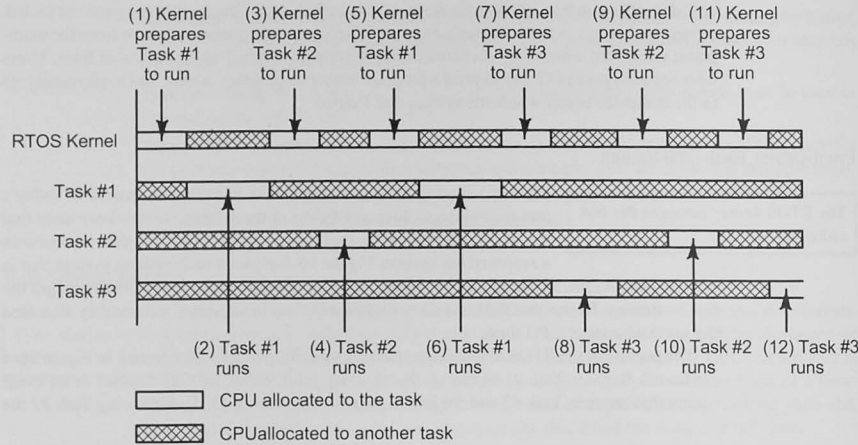 (1) Kernel
prepares
Task #1
to run
(3) Kernel
prepares
Task #2
to run
(5) Kernel
prepares
Task #1
to run
(7) Kernel
prepares
Task #3
to run
(9) Kernel
prepares
Task #2
to run
(11) Kernel
prepares
Task #3
to run
RTOS Kernel
Task #1
Task #2
Task #3
(2) Task #1
runs
(4) Task #2
runs
(6) Task #1
runs
(8) Task #3
runs
(10) Task #2
runs
(12) Task #3
runs
CPU allocated to the task
CPUallocated to another task